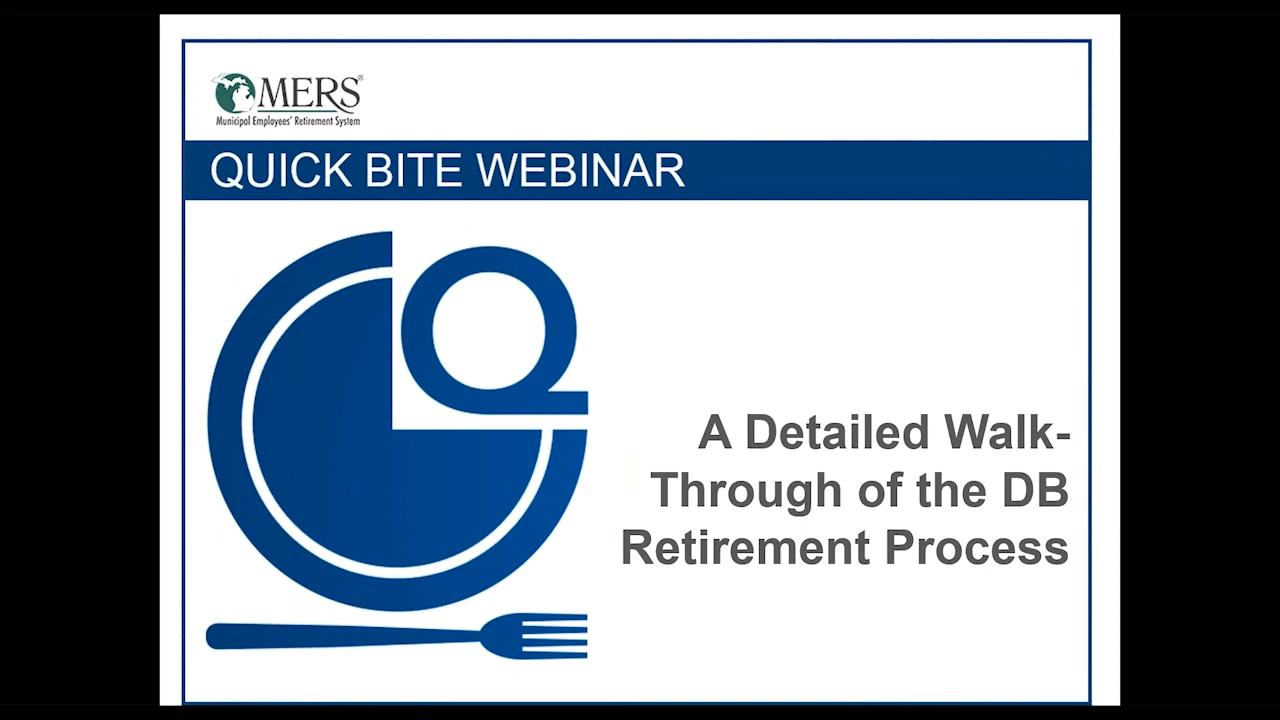 MERS®
Municipal Employees' Retirement System
QUICK BITE WEBINAR
A Detailed Walk-
Through of the DB
Retirement Process